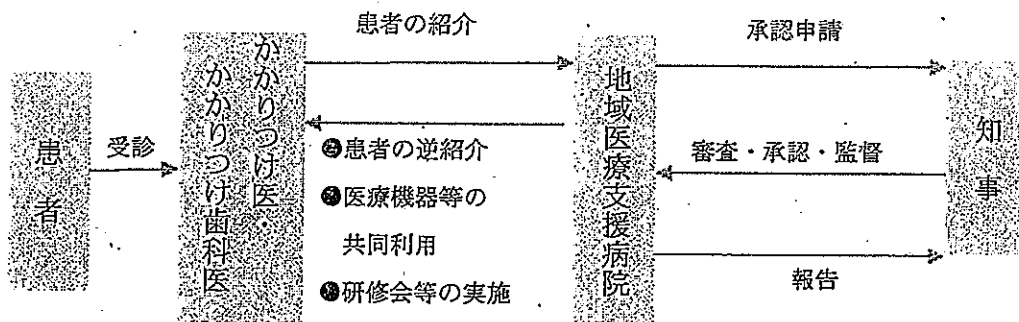 患者
受診
かかりつけ医・
かかりつけ歯科医
患者の紹介
●患者の逆紹介
●医療機器等の
共同利用
●研修会等の実施
地域医療支援病院
承認申請
審査・承認・監督
報告
知事